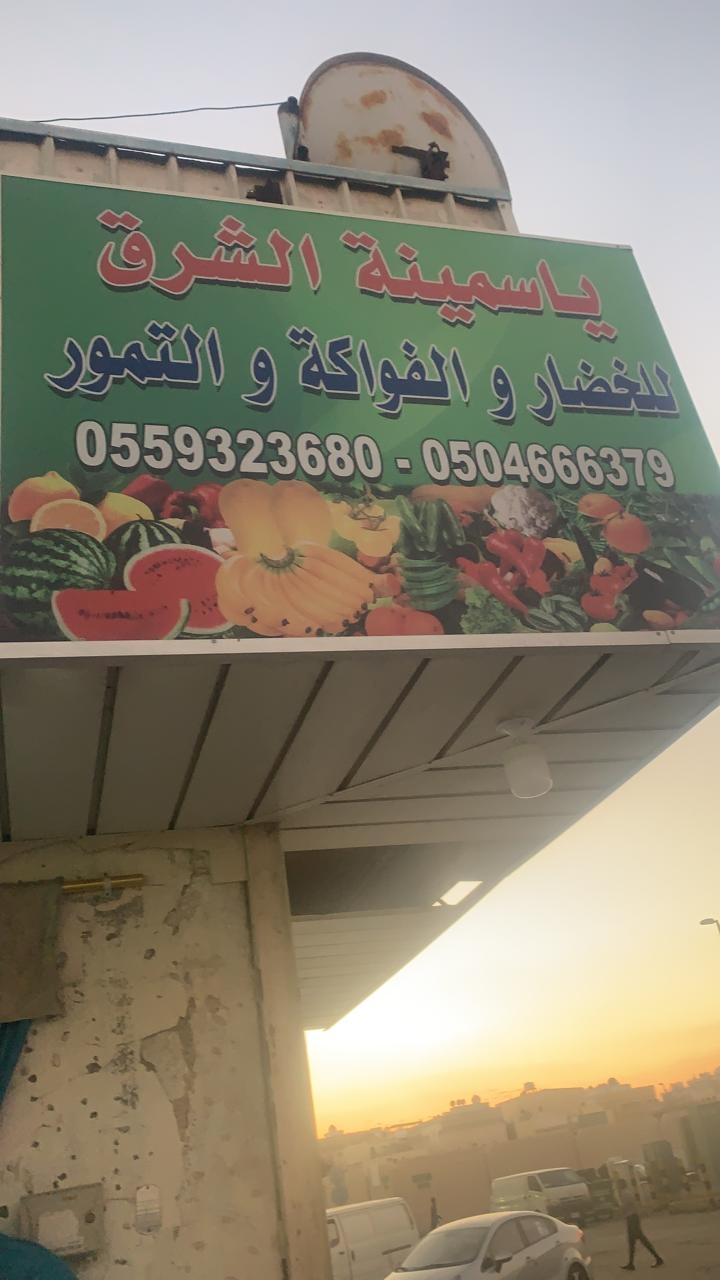 ياسمينة الشرق
للخضار و الفواكة و التمور
0559323680 - 0504666379